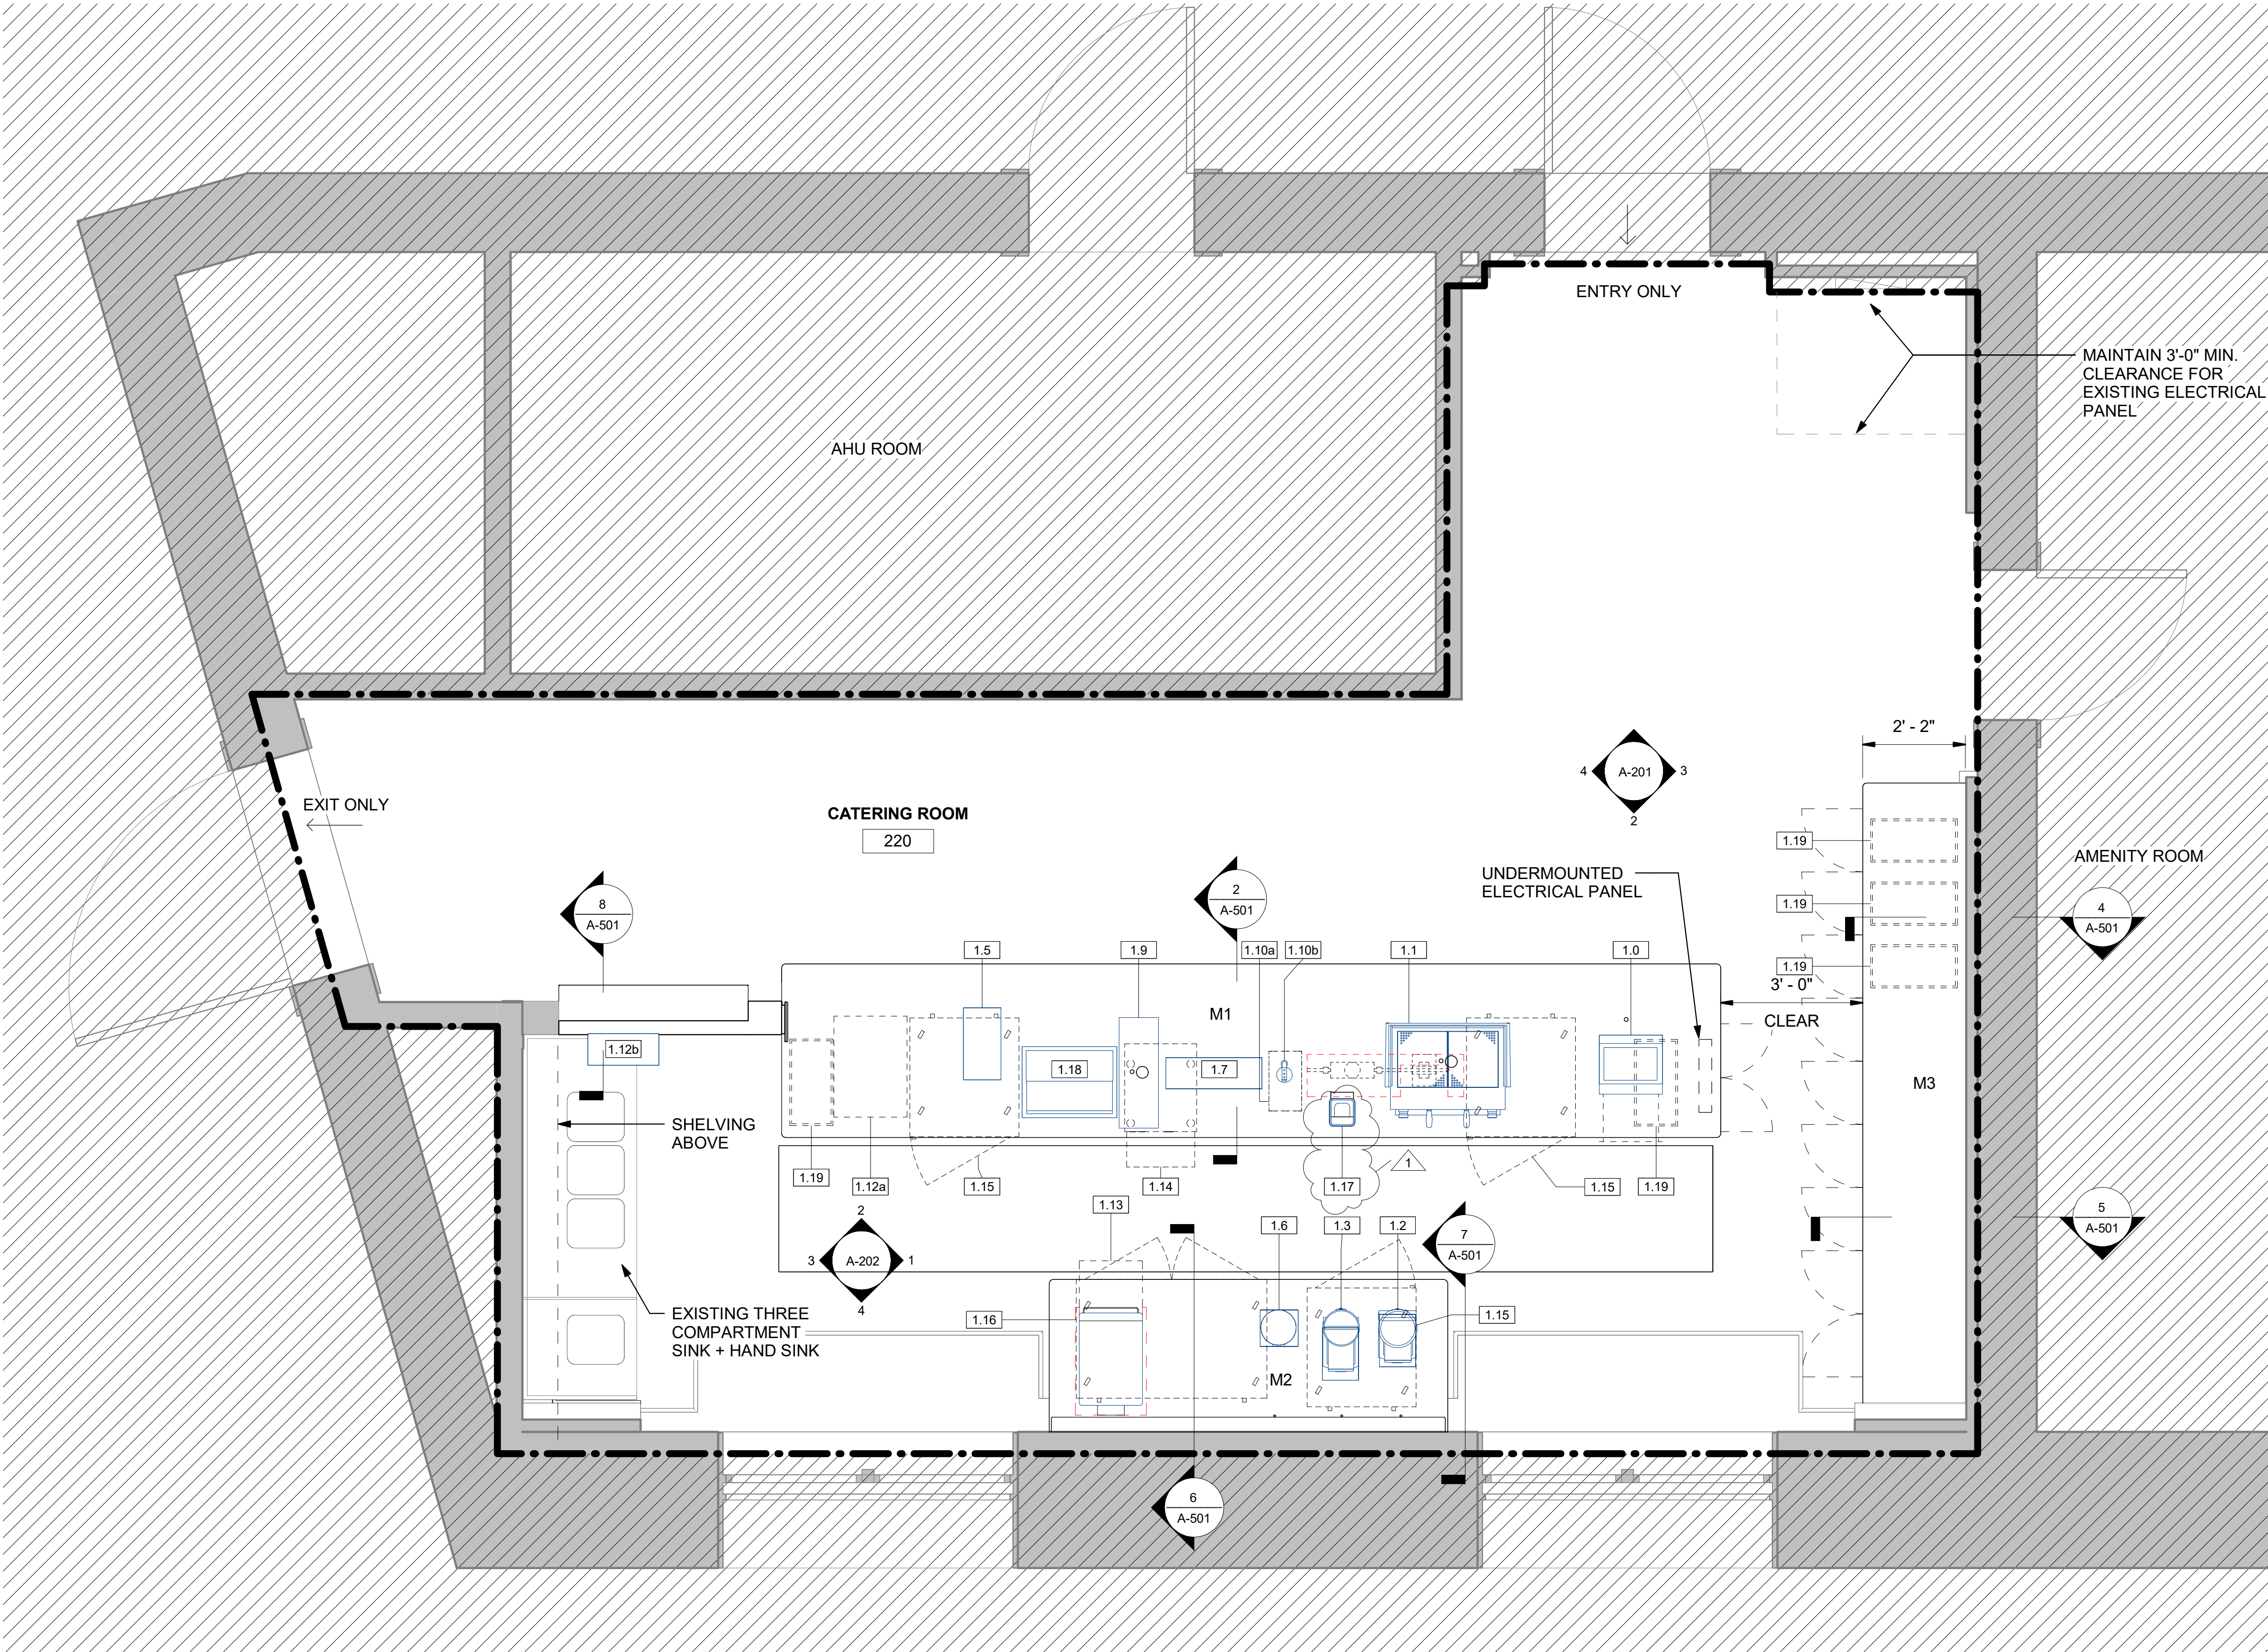 ENTRY ONLY
MAINTAIN 3'-0" MIN.
CLEARANCE FOR
EXISTING ELECTRICAL
PANEL
AHU ROOM
2' - 2"
4
A-201
3
2
EXIT ONLY
CATERING ROOM
220
1.19
AMENITY ROOM
UNDERMOUNTED
ELECTRICAL PANEL
8
A-501
2
A-501
1.19
4
A-501
1.5
1.9
1.10a
1.10b
1.1
1.0
1.19
3' - 0"
M1
CLEAR
1.12b
1.18
1.7
M3
SHELVING
ABOVE
1
1.19
1.12a
1.15
1.14
1.17
1.15
1.19
2
3
A-202
1
4
1.13
1.6
1.3
1.2
7
A-501
5
A-501
EXISTING THREE
COMPARTMENT
SINK + HAND SINK
1.16
1.15
M2
6
A-501